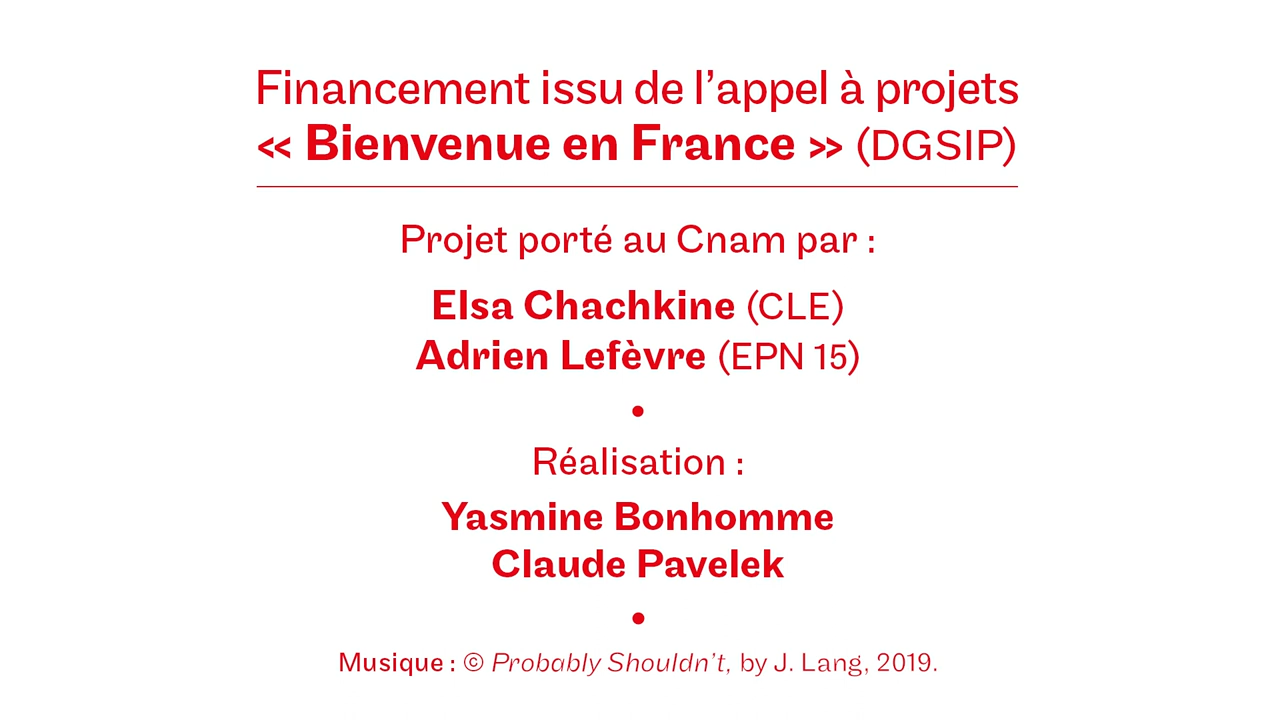 Financement issu de l’appel à projets
« Bienvenue en France » (DGSIP)
Projet porté au Cnam par :
Elsa Chachkine (CLE)
Adrien Lefèvre (EPN 15)
•
Réalisation :
Yasmine Bonhomme
Claude Pavelek
•
Musique : © Probably Shouldn’t, by J. Lang, 2019.